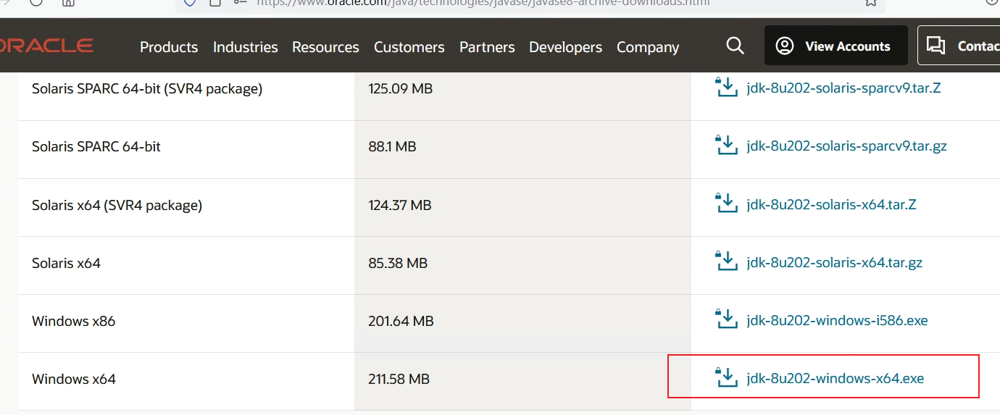 https://www.oracle.com/java/technologies/javase/javase8-archive-downloads.html
ORACLE Products Industries Resources Customers Partners Developers Company View Accounts Contac
Solaris SPARC 64-bit (SVR4 package) 125.09 MB jdk-8u202-solaris-sparcv9.tar.Z
Solaris SPARC 64-bit 88.1 MB jdk-8u202-solaris-sparcv9.tar.gz
Solaris x64 (SVR4 package) 124.37 MB jdk-8u202-solaris-x64.tar.Z
Solaris x64 85.38 MB jdk-8u202-solaris-x64.tar.gz
Windows x86 201.64 MB jdk-8u202-windows-i586.exe
Windows x64 211.58 MB jdk-8u202-windows-x64.exe